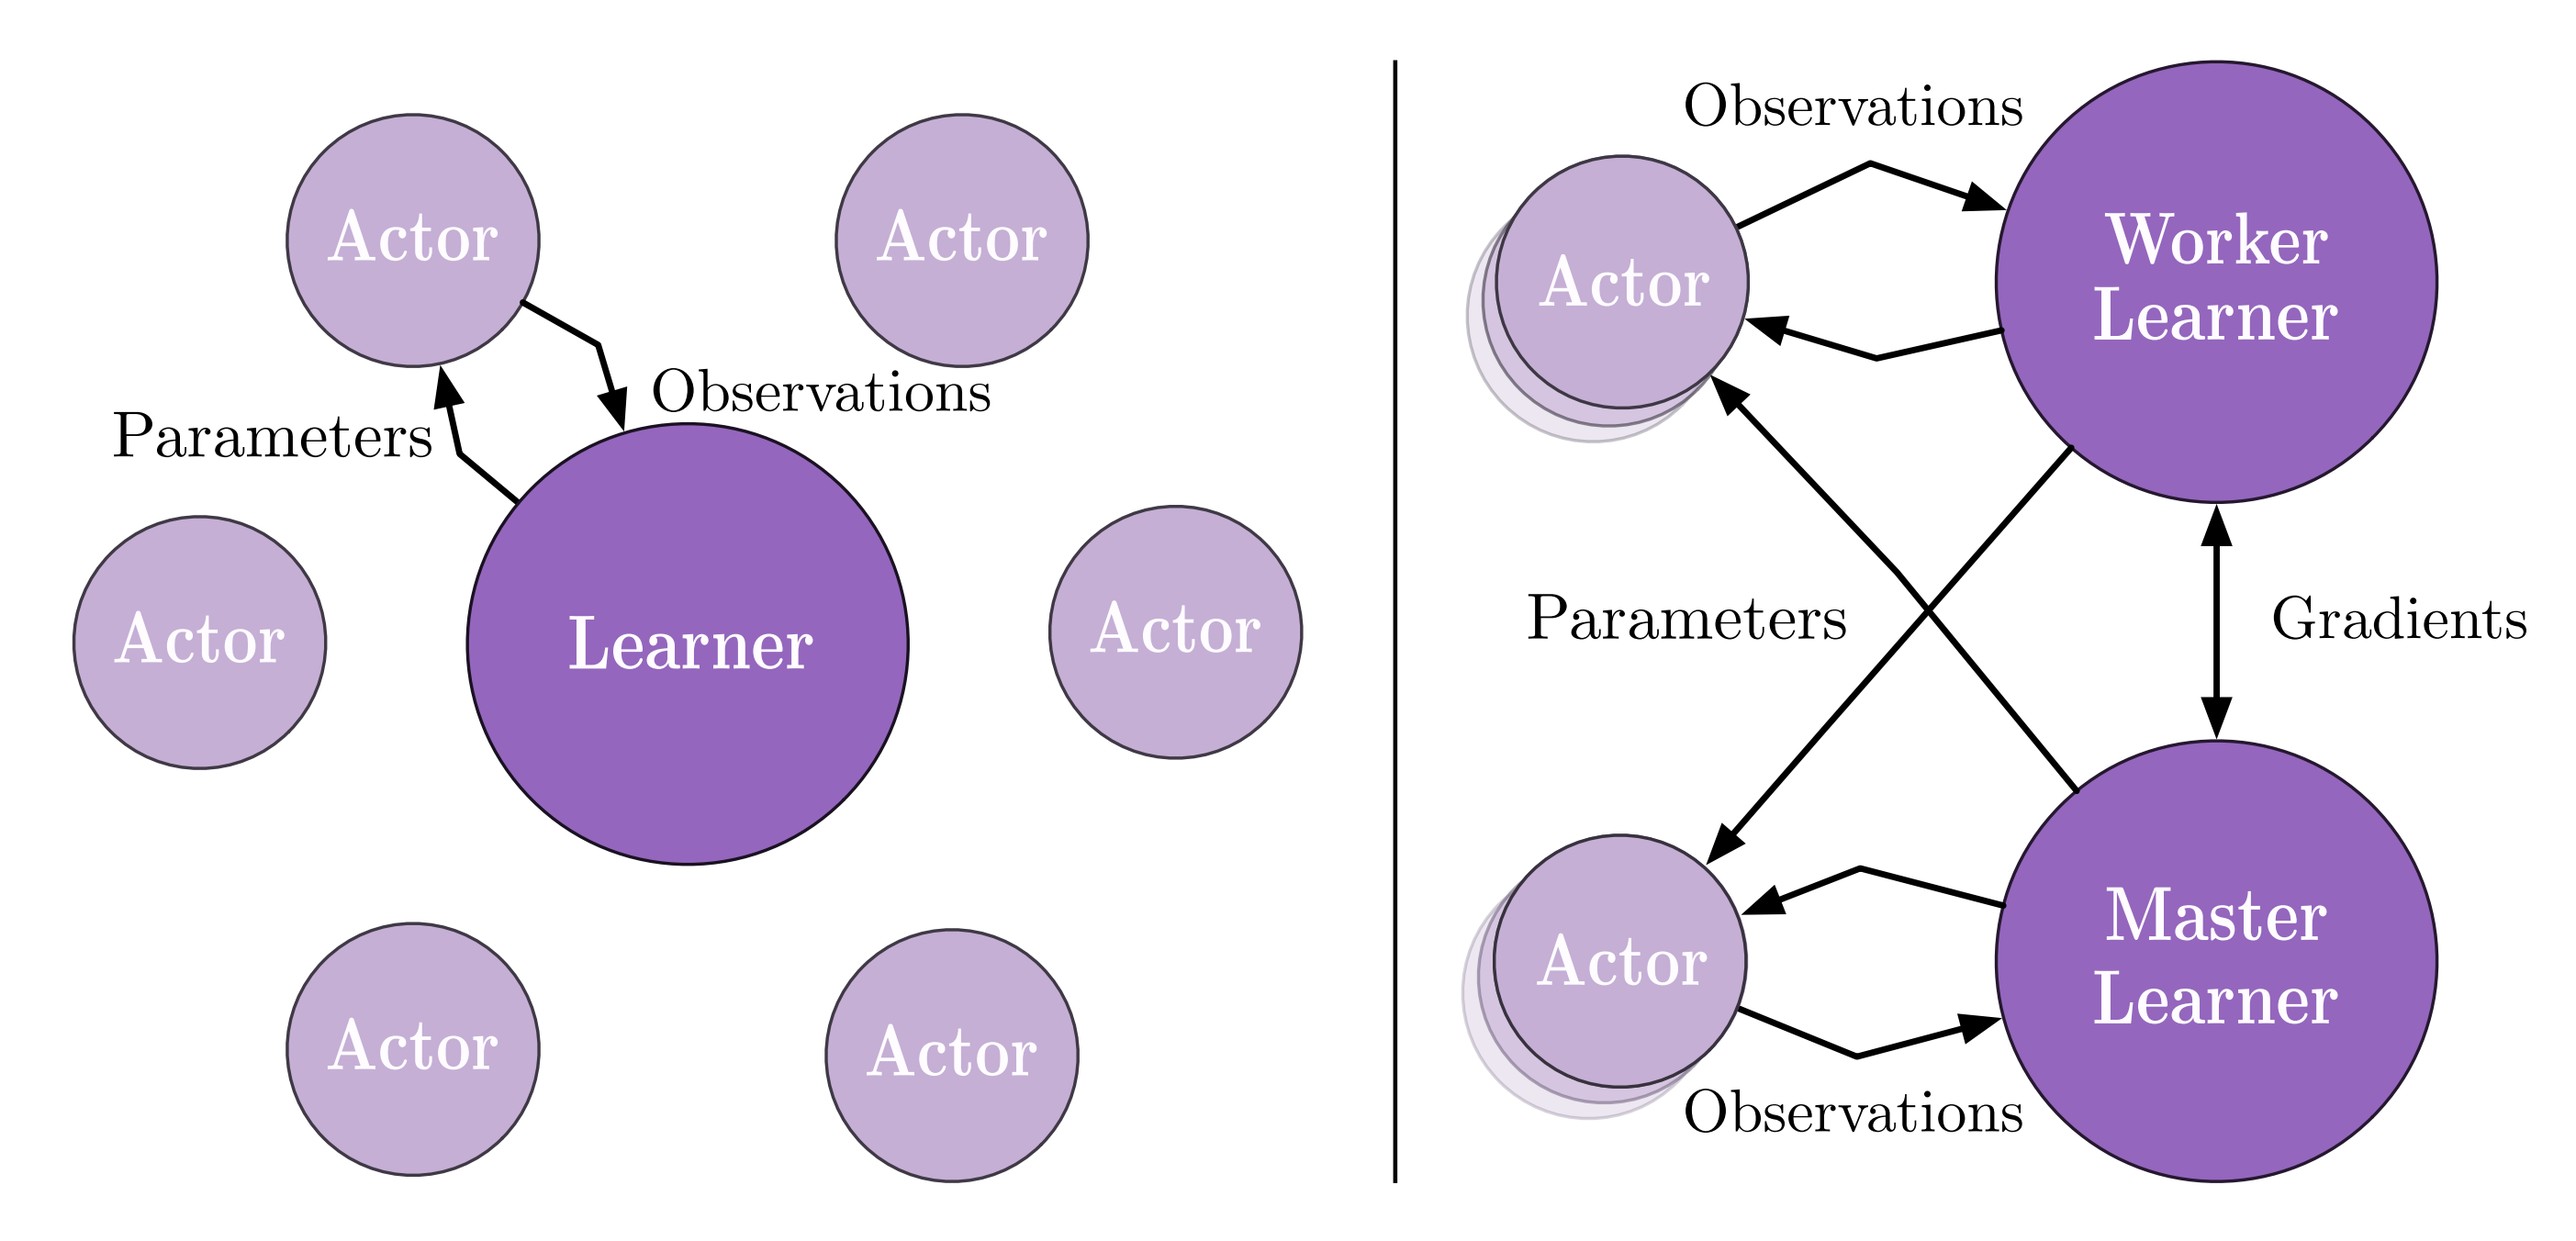 Actor
Actor
Observations
Parameters
Actor
Learner
Actor
Actor
Actor
Observations
Actor
Worker
Learner
Parameters
Gradients
Actor
Master
Learner
Observations